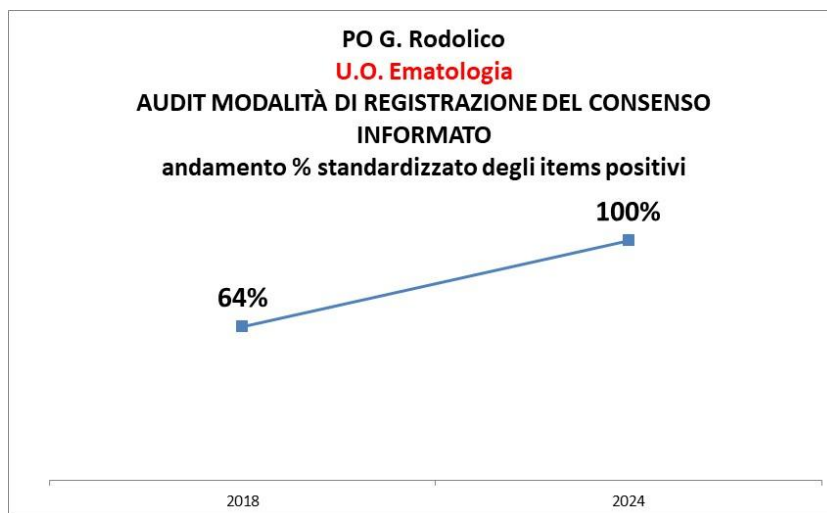 PO G. Rodolico
U.O. Ematologia
AUDIT MODALITÀ DI REGISTRAZIONE DEL CONSENSO
INFORMATO
andamento % standardizzato degli items positivi
100%
64%
2018
2024